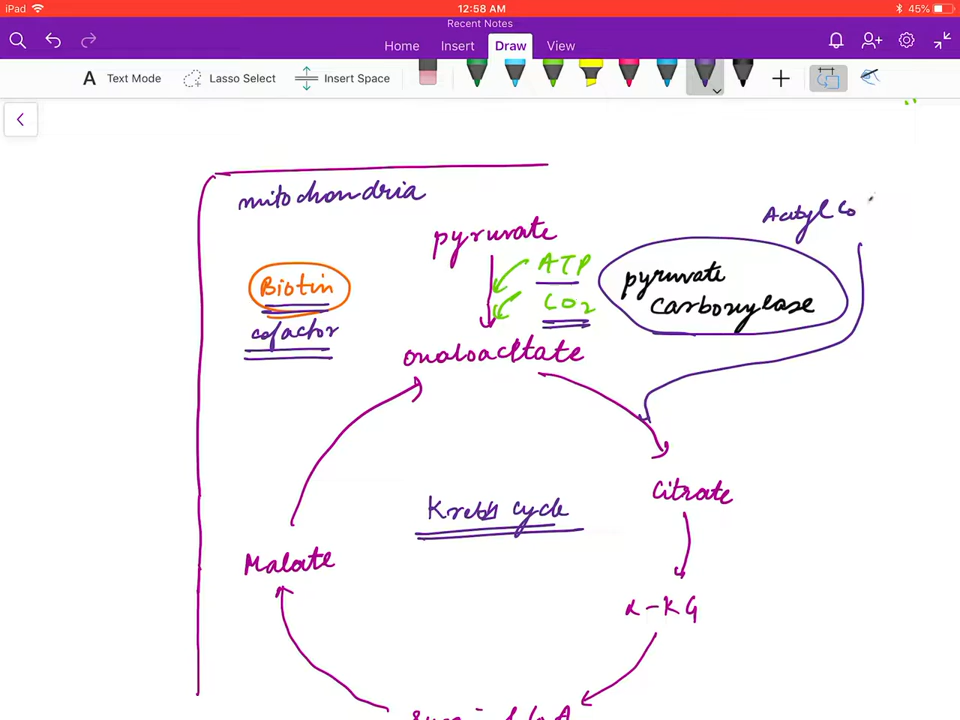 iPad 12:58 AM 45%
Recent Notes
Home Insert Draw View
A Text Mode Lasso Select Insert Space
mitochondria
Acetyl Co
pyruvate
ATP
pyruvate
Biotin
CO2
carboxylase
cofactor
oxaloacetate
Citrate
Krebs cycle
Malate
α-KG